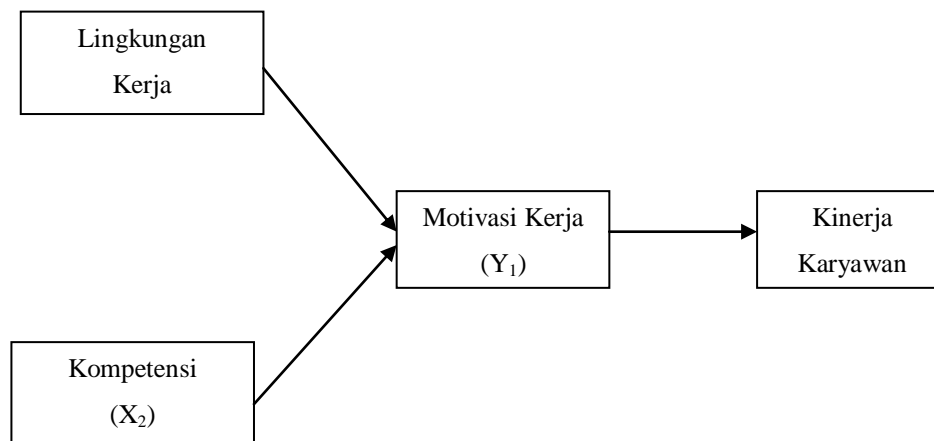 Lingkungan
Kerja
Motivasi Kerja
(Y₁)
Kinerja
Karyawan
Kompetensi
(X₂)